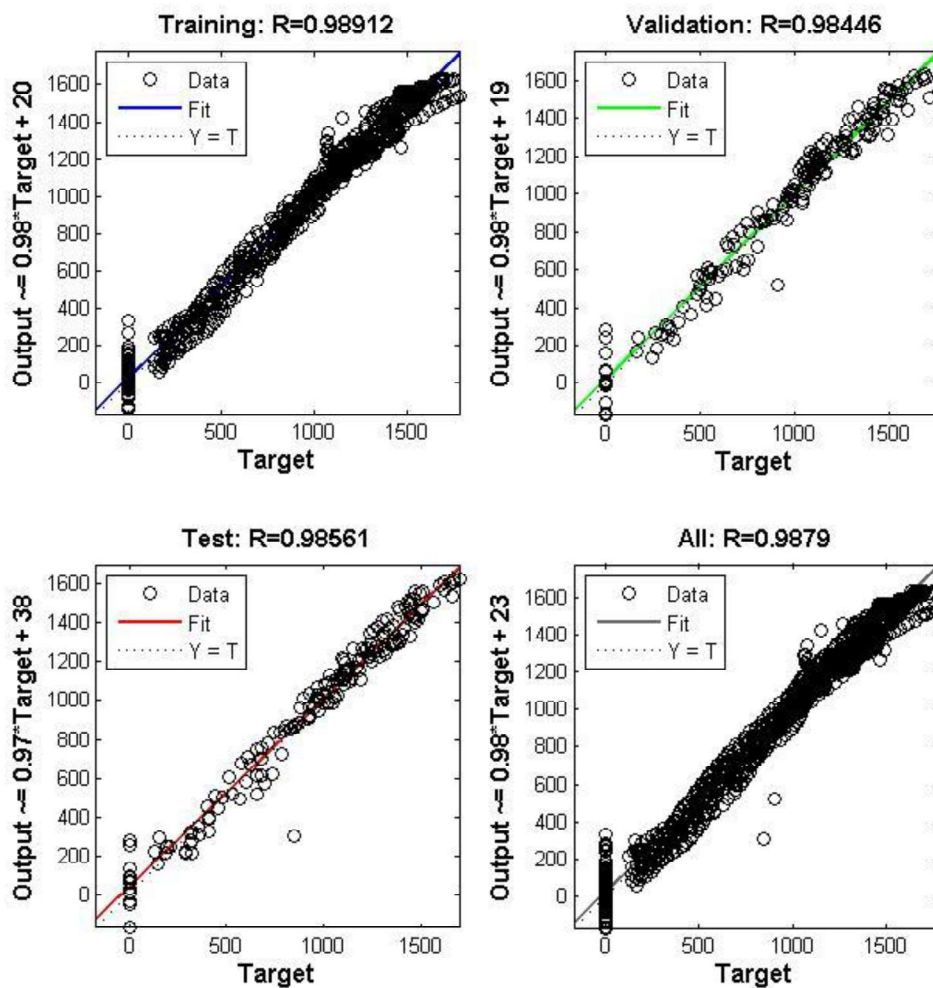 Training: R=0.98912
Output ~= 0.98*Target + 20
Data
Fit
Y = T
1600
1400
1200
1000
800
600
400
200
0
0 500 1000 1500
Target
Validation: R=0.98446
Output ~= 0.98*Target + 19
Data
Fit
Y = T
1600
1400
1200
1000
800
600
400
200
0
0 500 1000 1500
Target
Test: R=0.98561
Output ~= 0.97*Target + 38
Data
Fit
Y = T
1600
1400
1200
1000
800
600
400
200
0
0 500 1000 1500
Target
All: R=0.9879
Output ~= 0.98*Target + 23
Data
Fit
Y = T
1600
1400
1200
1000
800
600
400
200
0
0 500 1000 1500
Target